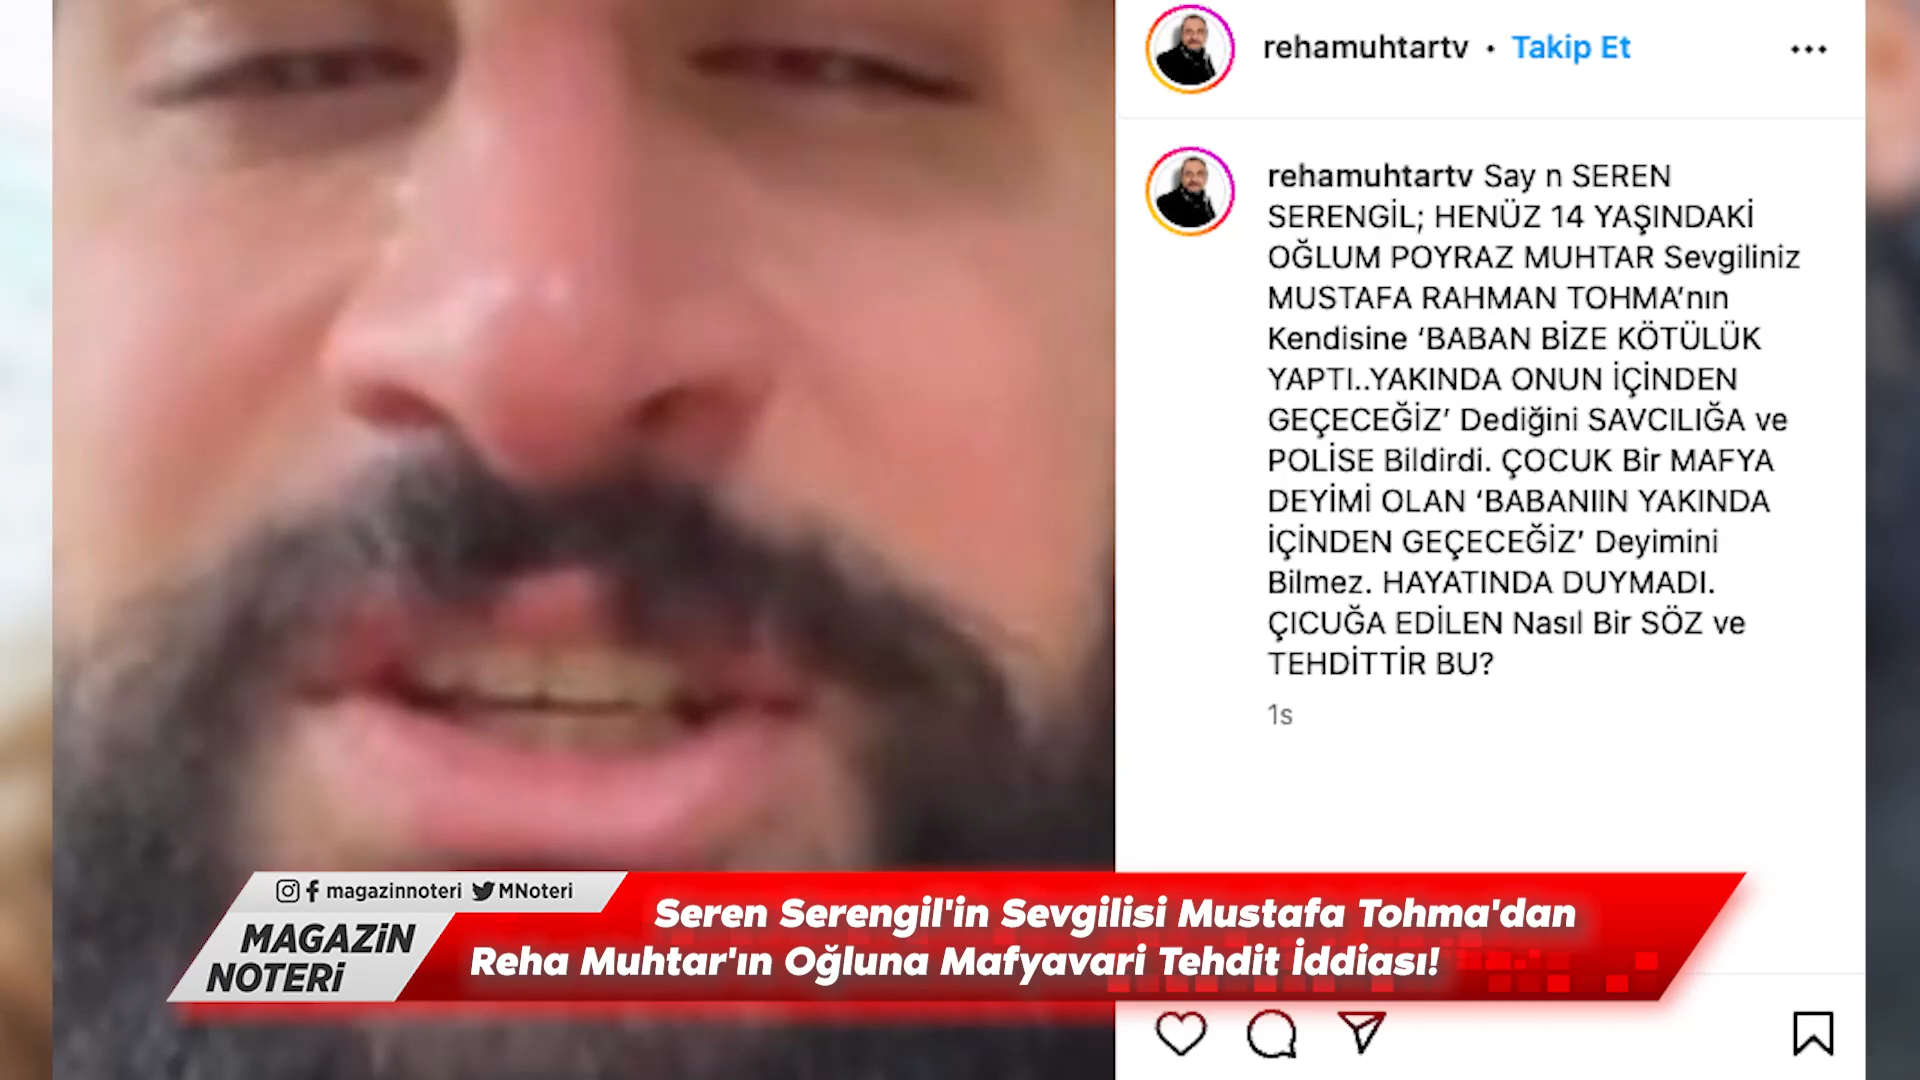 rehamuhtartv • Takip Et
rehamuhtartv Say n SEREN
SERENGİL; HENÜZ 14 YAŞINDAKİ
OĞLUM POYRAZ MUHTAR Sevgiliniz
MUSTAFA RAHMAN TOHMA’nın
Kendisine ‘BABAN BİZE KÖTÜLÜK
YAPTI..YAKINDA ONUN İÇİNDEN
GEÇECEĞİZ’ Dediğini SAVCILIĞA ve
POLİSE Bildirdi. ÇOCUK Bir MAFYA
DEYİMİ OLAN ‘BABANIIN YAKINDA
İÇİNDEN GEÇECEĞİZ’ Deyimini
Bilmez. HAYATINDA DUYMADI.
ÇICUĞA EDİLEN Nasıl Bir SÖZ ve
TEHDİTTİR BU?
1s
magazinnoteri MNoteri
MAGAZiN
NOTERi
Seren Serengil'in Sevgilisi Mustafa Tohma'dan
Reha Muhtar'ın Oğluna Mafyavari Tehdit İddiası!